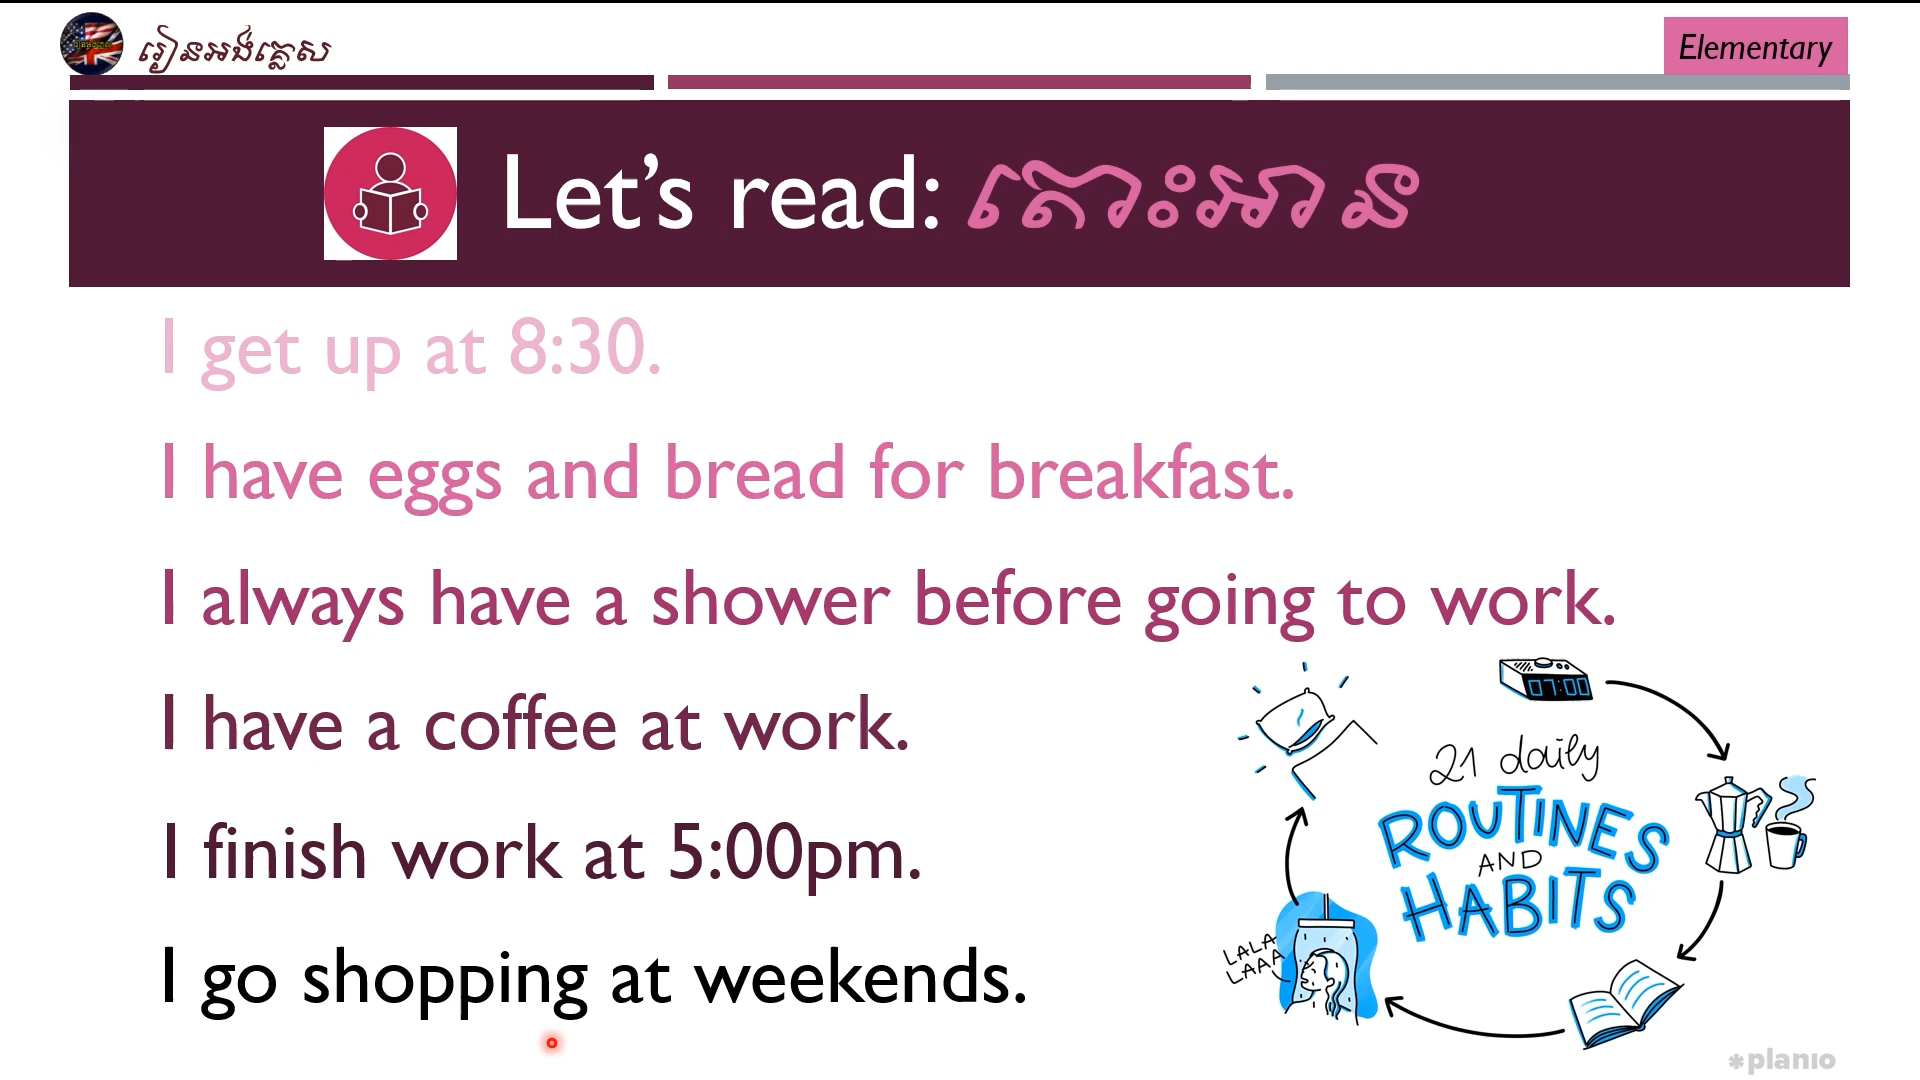 រៀនអង់គ្លេស
Elementary
Let's read: តោះអាន
I get up at 8:30.
I have eggs and bread for breakfast.
I always have a shower before going to work.
I have a coffee at work.
I finish work at 5:00pm.
I go shopping at weekends.
07:00
21 daily
ROUTINES
AND
HABITS
LALA
LAAA
*planio